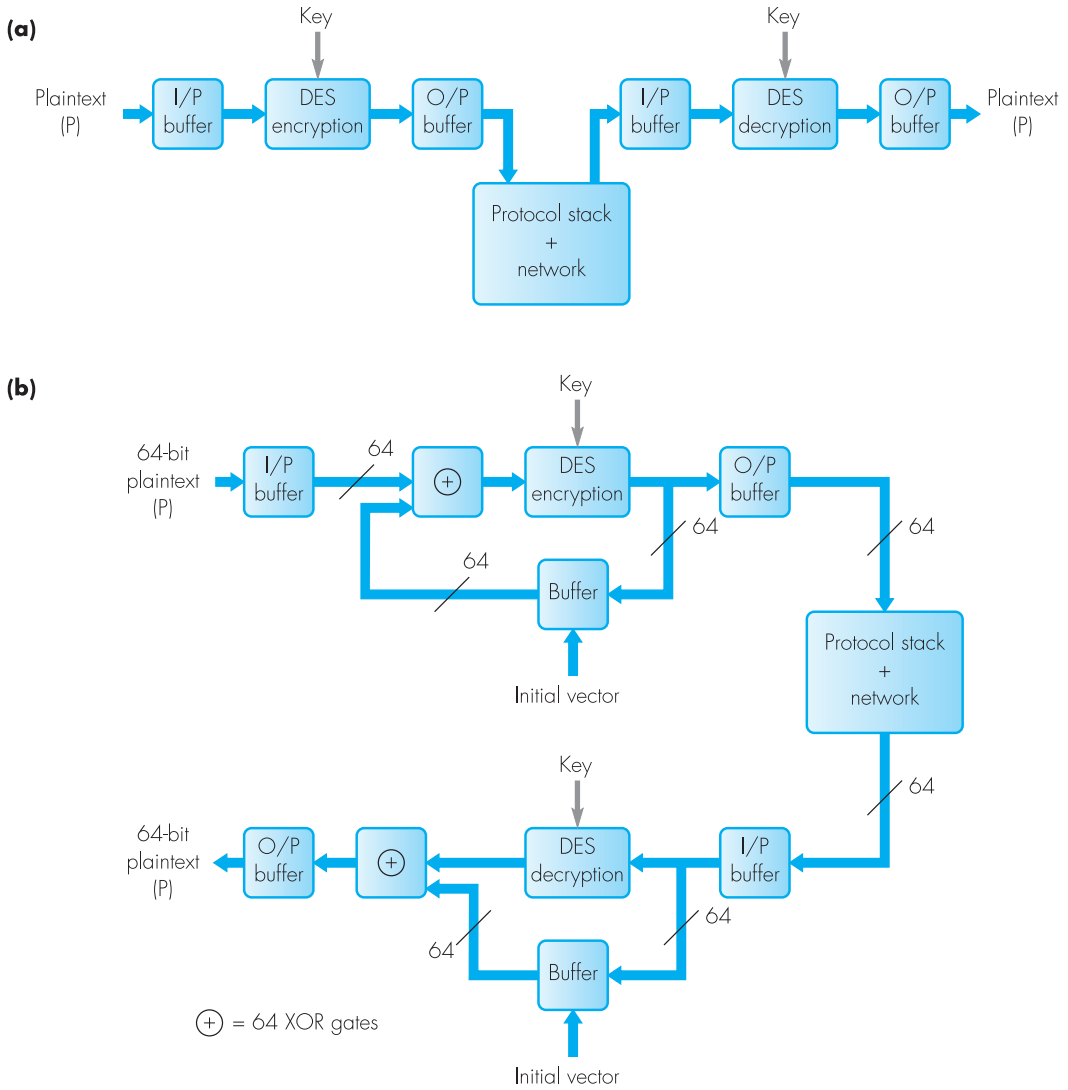 (a)
Key
Key
Plaintext
(P)
I/P
buffer
DES
encryption
O/P
buffer
I/P
buffer
DES
decryption
O/P
buffer
Plaintext
(P)
Protocol stack
+
network
(b)
Key
64-bit
plaintext
(P)
I/P
buffer
64
+
DES
encryption
O/P
buffer
64
64
64
Buffer
Initial vector
Protocol stack
+
network
Key
64
64-bit
plaintext
(P)
O/P
buffer
+
DES
decryption
I/P
buffer
64
64
Buffer
+ = 64 XOR gates
Initial vector